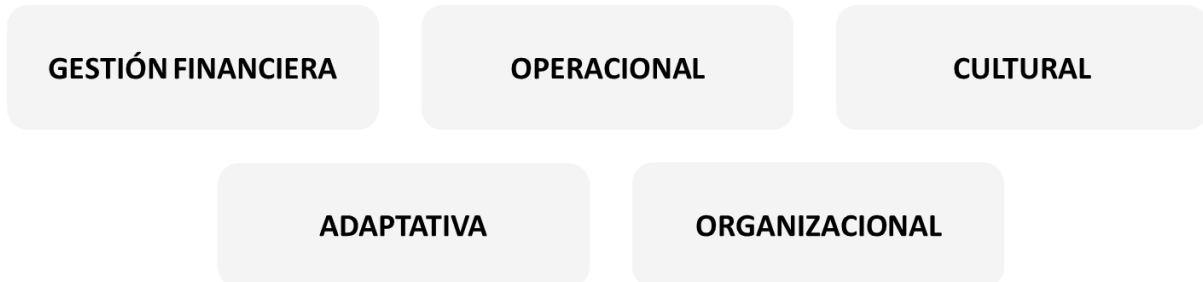 GESTIÓN FINANCIERA
OPERACIONAL
CULTURAL
ADAPTATIVA
ORGANIZACIONAL